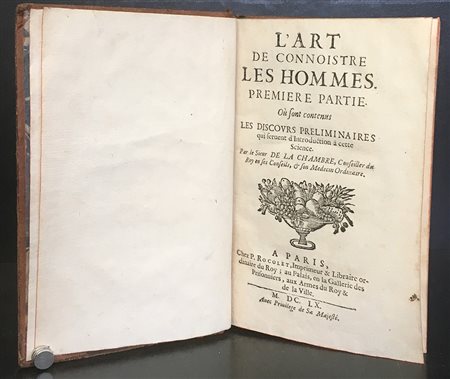 L'ART
DE CONNOISTRE
LES HOMMES.
PREMIERE PARTIE.
Où sont contenus
LES DISCOVRS PRELIMINAIRES
qui seruent d'Introduction à cette
Science.
Par le Sieur DE LA CHAMBRE, Conseiller du
Roy en ses Conseils, & son Medecin Ordinaire.
A PARIS,
Chez P. ROCOLET, Imprimeur & Libraire or-
dinaire du Roy; au Palais, en la Gallerie des
Prisonniers, aux Armes du Roy &
de la Ville.
M. DC. LX.
Auec Priuilege de Sa Majesté.